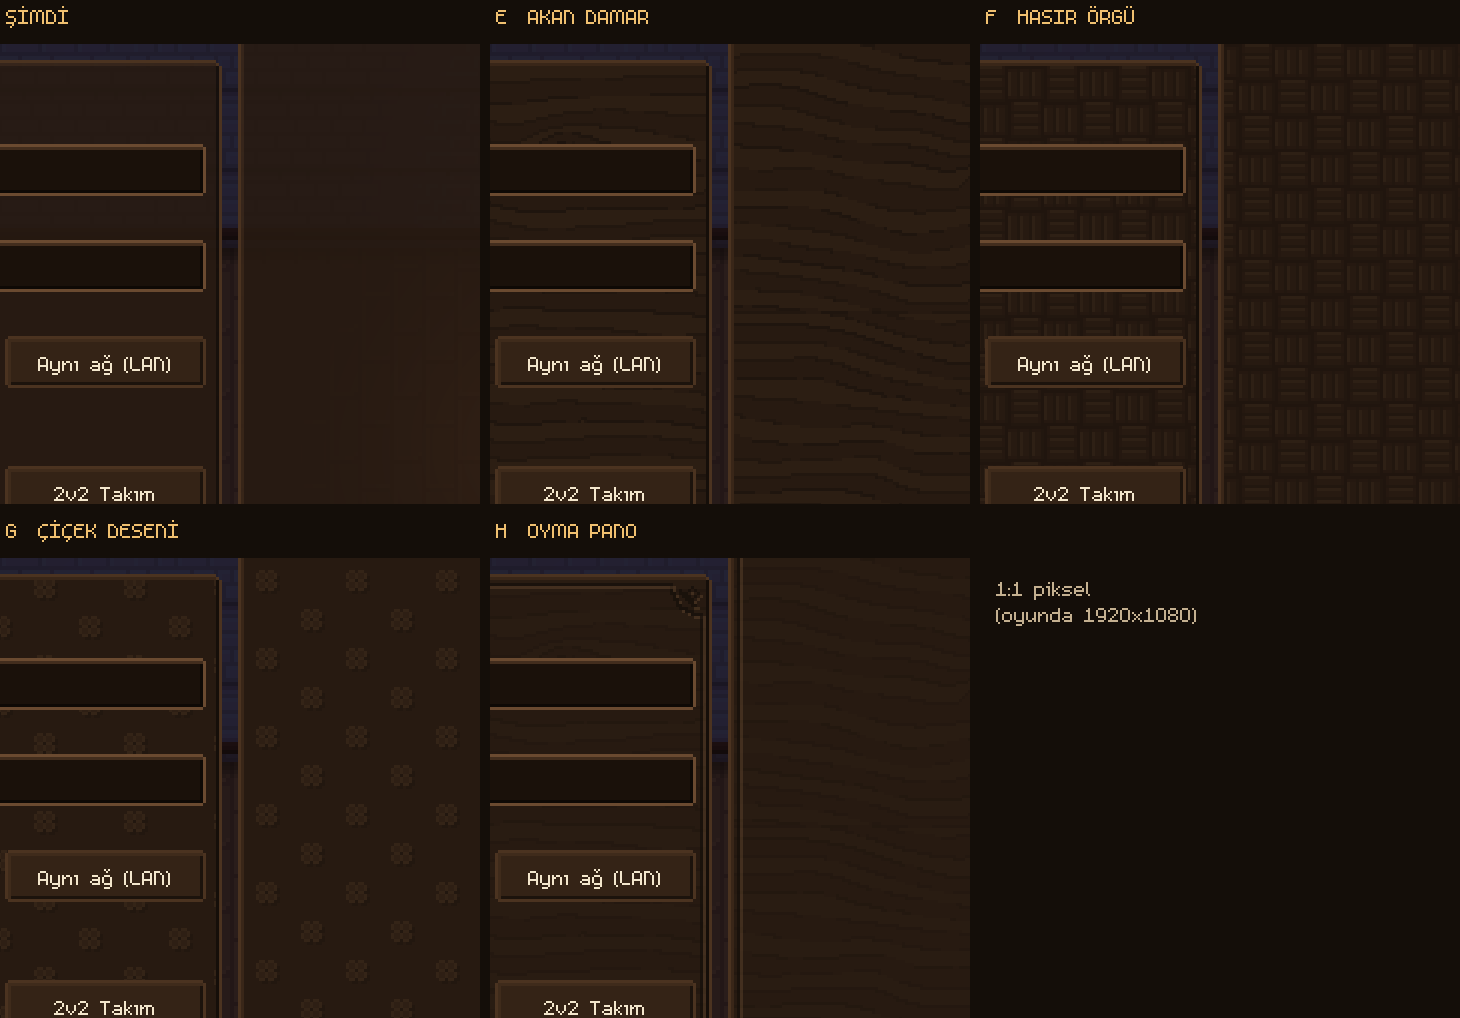 ŞİMDİ
E AKAN DAMAR
F HASIR ÖRGÜ
Aynı ağ (LAN)
Aynı ağ (LAN)
Aynı ağ (LAN)
2v2 Takım
2v2 Takım
2v2 Takım
G ÇİÇEK DESENİ
H OYMA PANO
1:1 piksel
(oyunda 1920x1080)
Aynı ağ (LAN)
Aynı ağ (LAN)
2v2 Takım
2v2 Takım